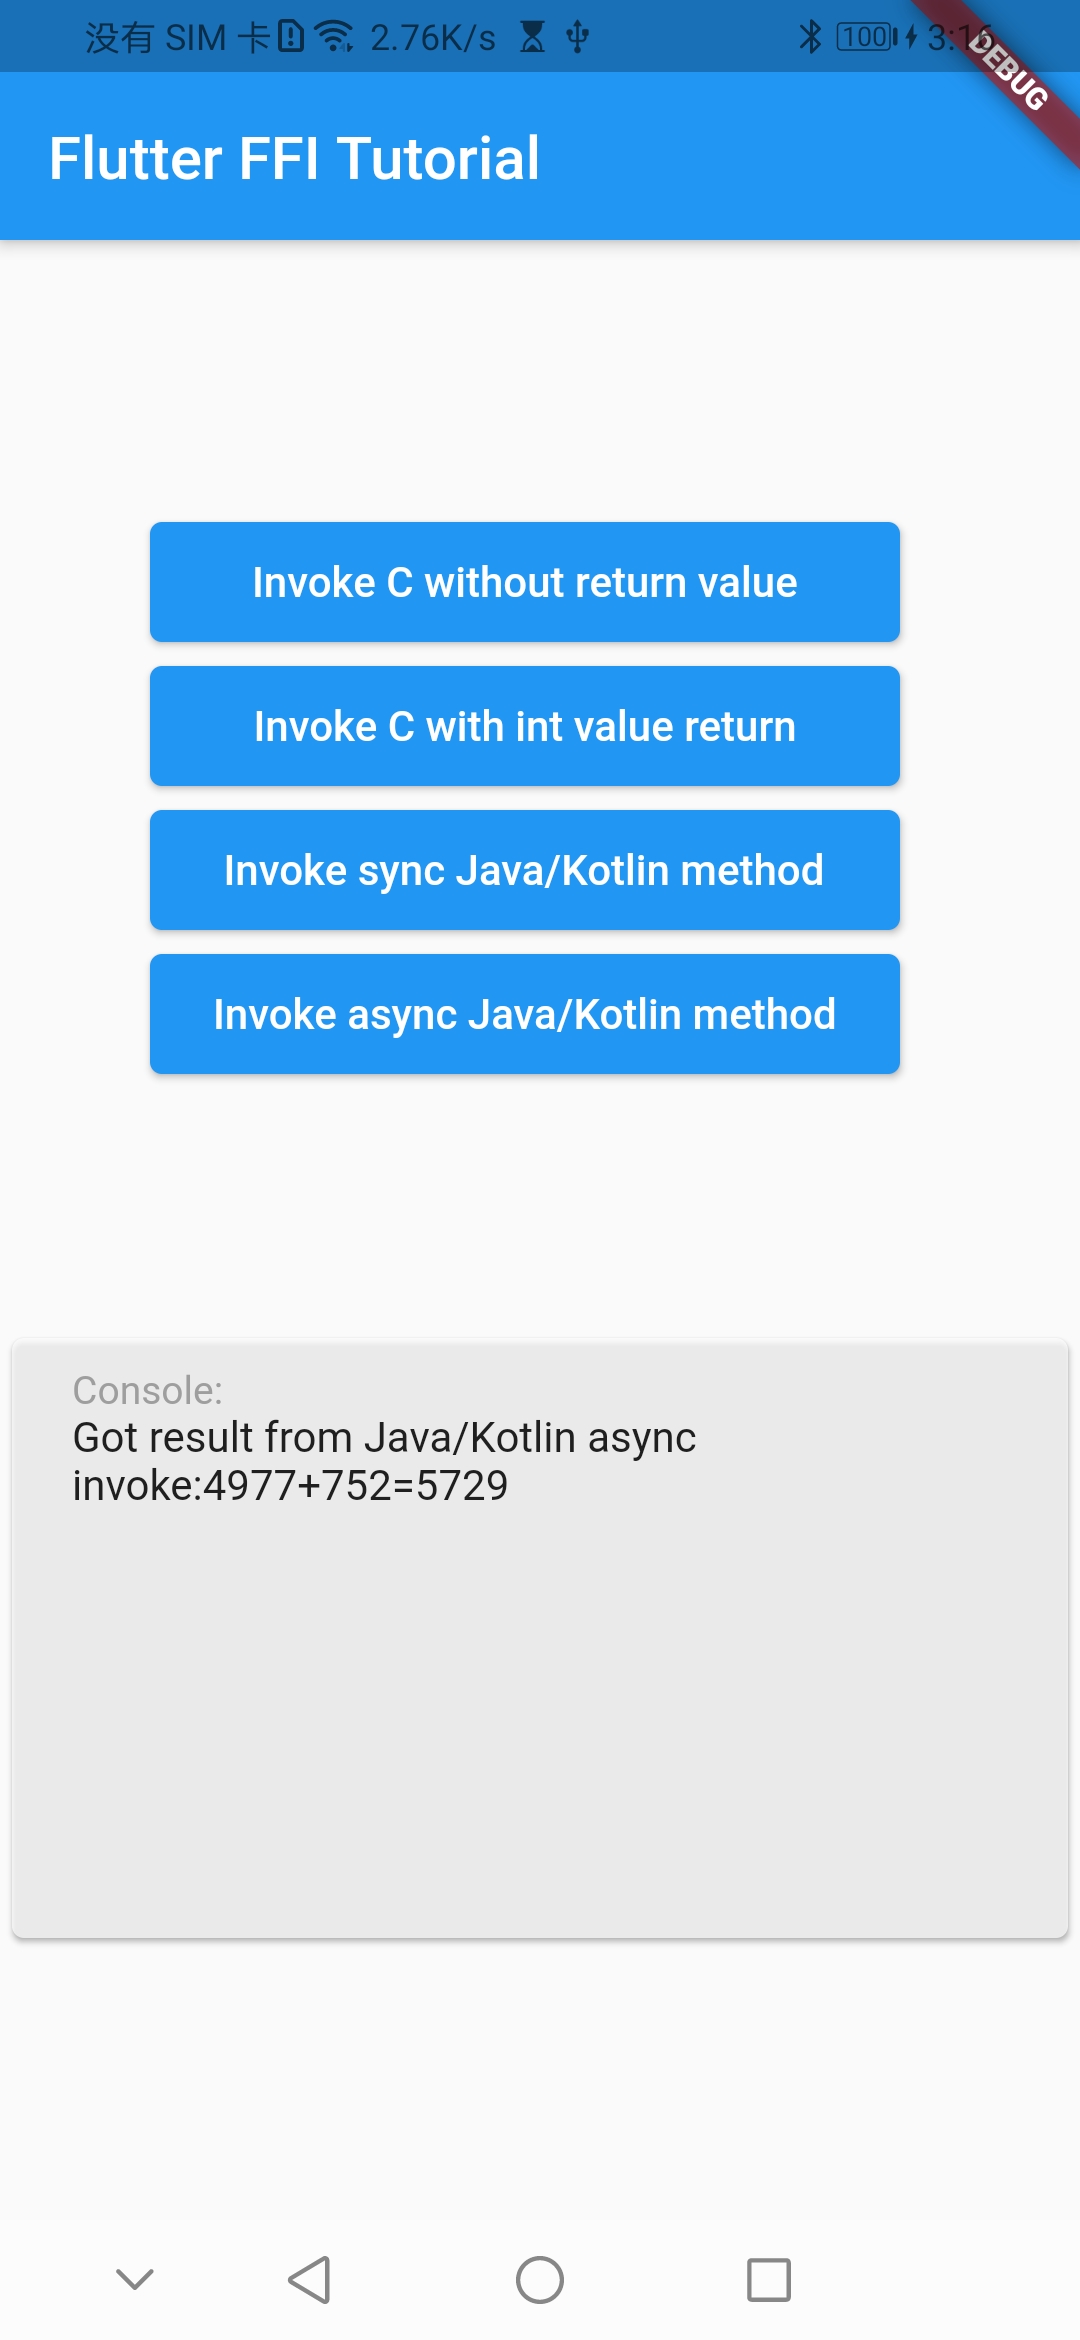 没有 SIM 卡 2.76K/s 100 3:16
DEBUG
Flutter FFI Tutorial
Invoke C without return value
Invoke C with int value return
Invoke sync Java/Kotlin method
Invoke async Java/Kotlin method
Console:
Got result from Java/Kotlin async
invoke:4977+752=5729